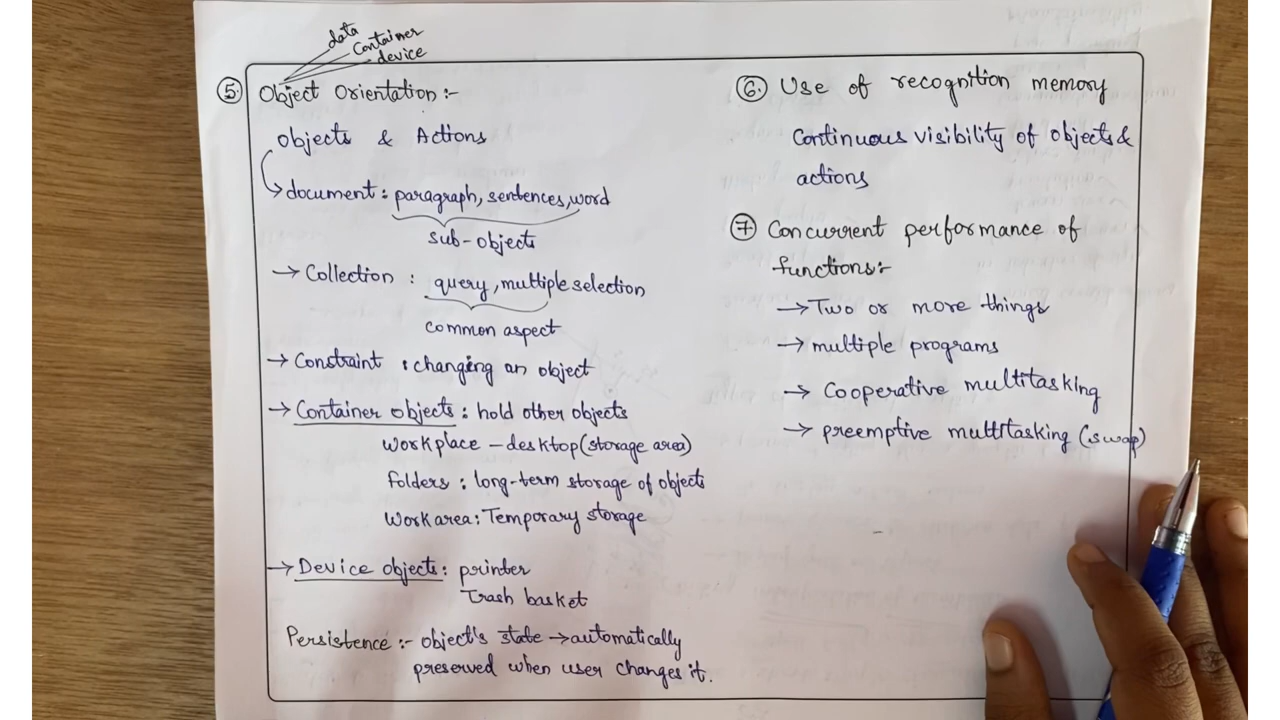 data
Container
device
5. Object Orientation :-
Objects & Actions
→ document : paragraph, sentences, word
sub-objects
→ Collection : query, multiple selection
common aspect
→ Constraint : changing an object
→ Container objects : hold other objects
Workplace – desktop (storage area)
folders : long-term storage of objects
Work area : Temporary storage
→ Device objects : printer
Trash basket
Persistence :- object's state → automatically
preserved when user changes it.
6. Use of recognition memory
Continuous visibility of objects &
actions
7 Concurrent performance of
functions :-
→ Two or more things
→ multiple programs
→ Cooperative multitasking
→ preemptive multitasking (swap)